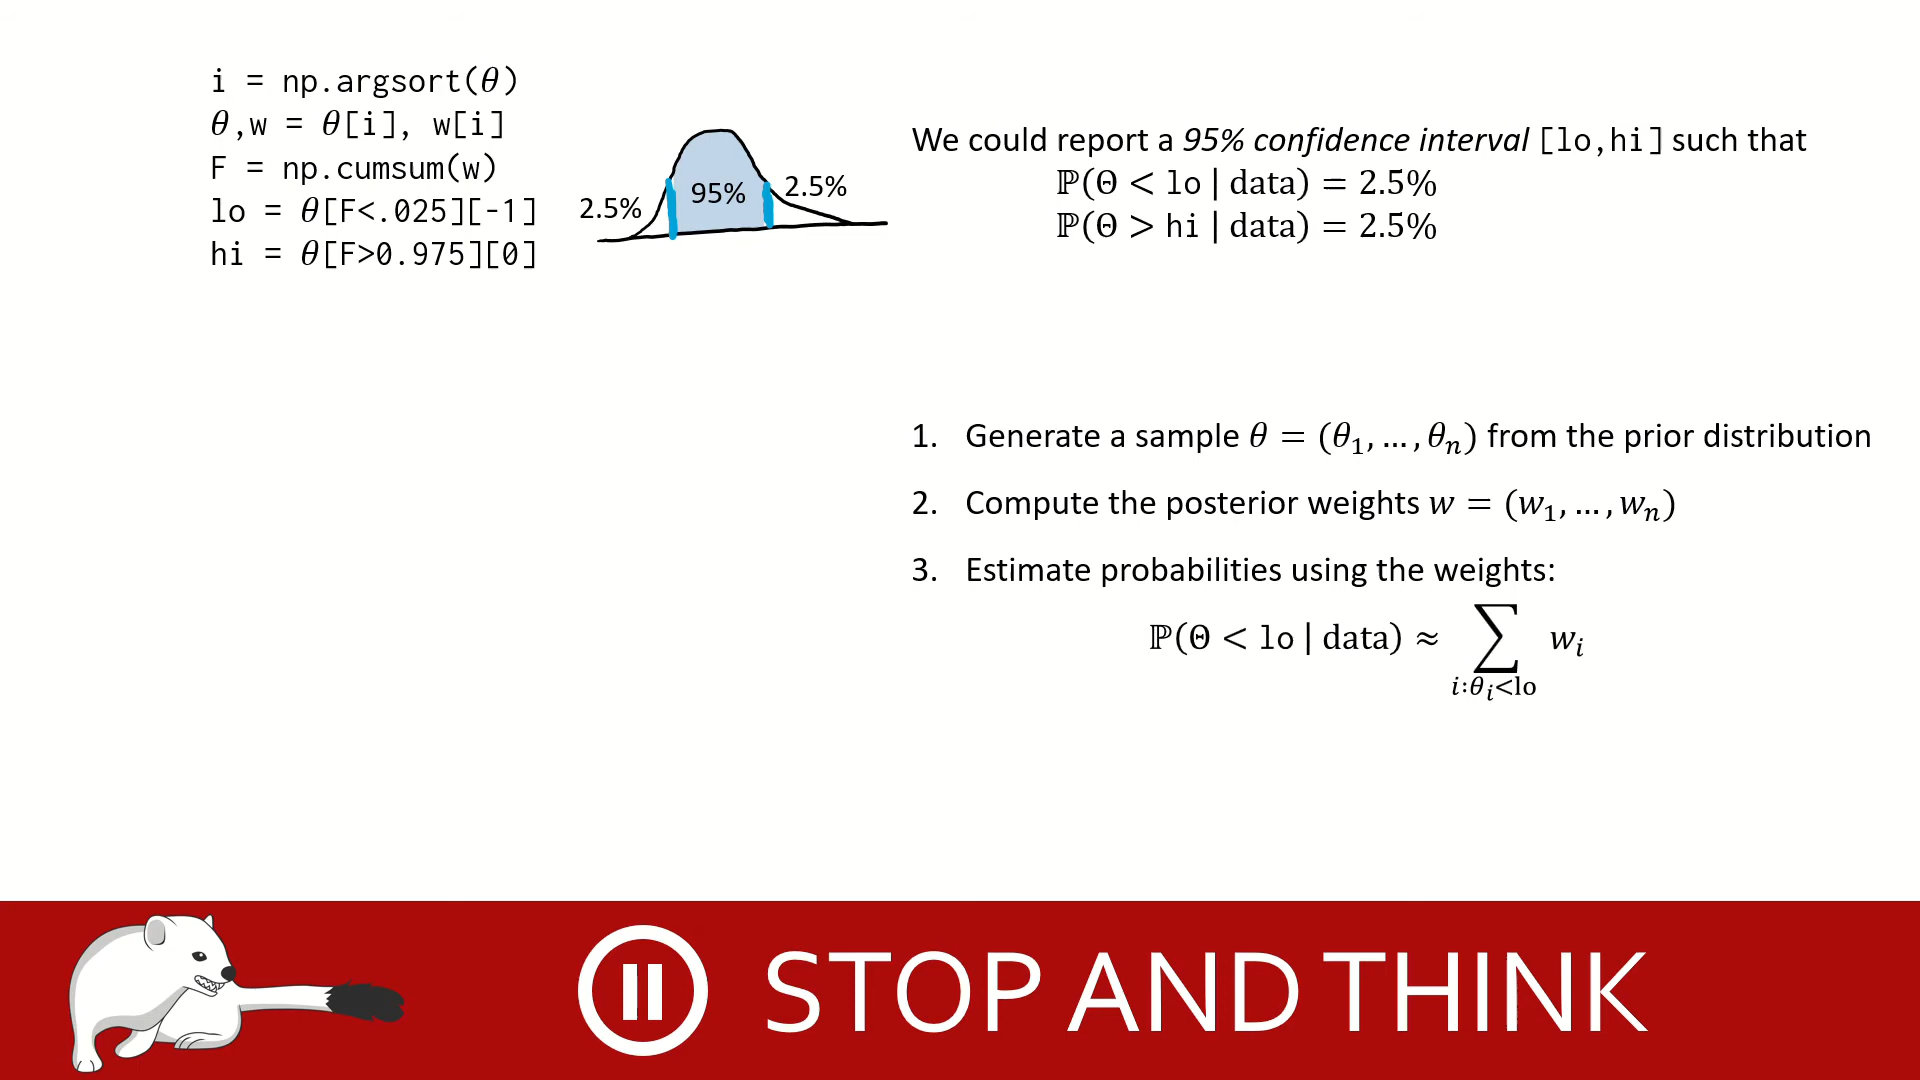 i = np.argsort(θ)
θ,w = θ[i], w[i]
F = np.cumsum(w)
lo = θ[F<.025][-1]
hi = θ[F>0.975][0]
2.5%
95%
2.5%
We could report a 95% confidence interval [lo,hi] such that
ℙ(Θ < lo | data) = 2.5%
ℙ(Θ > hi | data) = 2.5%
1. Generate a sample θ = (θ₁, … , θₙ) from the prior distribution
2. Compute the posterior weights w = (w₁, … , wₙ)
3. Estimate probabilities using the weights:
ℙ(Θ < lo | data) ≈ ∑ wᵢ
i:θᵢ<lo
STOP AND THINK